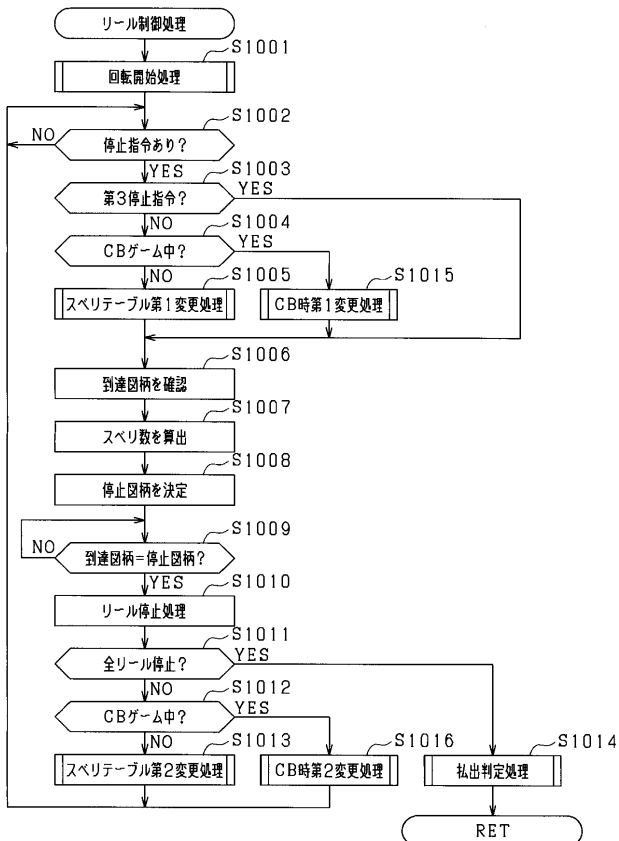 リール制御処理
S1001
回転開始処理
S1002
NO
停止指令あり?
YES
S1003
第3停止指令?
YES
NO
S1004
CBゲーム中?
YES
NO
S1005
スベリテーブル第1変更処理
S1015
CB時第1変更処理
S1006
到達図柄を確認
S1007
スベリ数を算出
S1008
停止図柄を決定
S1009
NO
到達図柄=停止図柄?
YES
S1010
リール停止処理
S1011
全リール停止?
YES
NO
S1012
CBゲーム中?
YES
NO
S1013
スベリテーブル第2変更処理
S1016
CB時第2変更処理
S1014
払出判定処理
RET